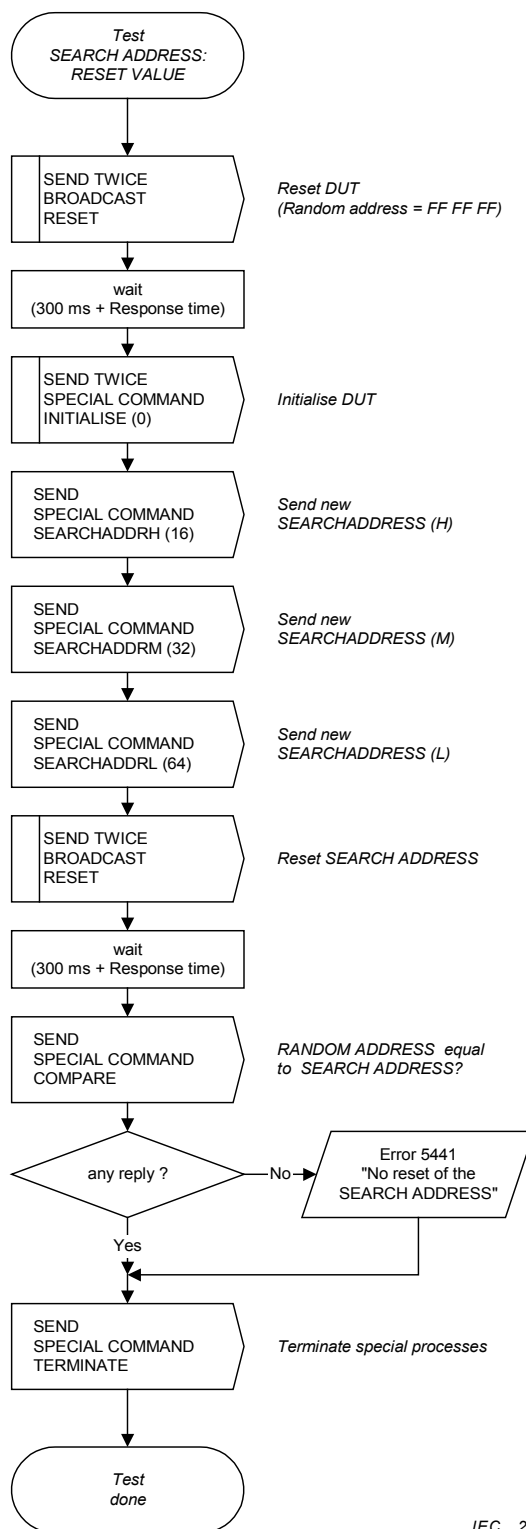 Test
SEARCH ADDRESS:
RESET VALUE
SEND TWICE
BROADCAST
RESET
Reset DUT
(Random address = FF FF FF)
wait
(300 ms + Response time)
SEND TWICE
SPECIAL COMMAND
INITIALISE (0)
Initialise DUT
SEND
SPECIAL COMMAND
SEARCHADDRH (16)
Send new
SEARCHADDRESS (H)
SEND
SPECIAL COMMAND
SEARCHADDRM (32)
Send new
SEARCHADDRESS (M)
SEND
SPECIAL COMMAND
SEARCHADDRL (64)
Send new
SEARCHADDRESS (L)
SEND TWICE
BROADCAST
RESET
Reset SEARCH ADDRESS
wait
(300 ms + Response time)
SEND
SPECIAL COMMAND
COMPARE
RANDOM ADDRESS equal
to SEARCH ADDRESS?
any reply ?
No
Error 5441
"No reset of the
SEARCH ADDRESS"
Yes
SEND
SPECIAL COMMAND
TERMINATE
Terminate special processes
Test
done
IEC 2